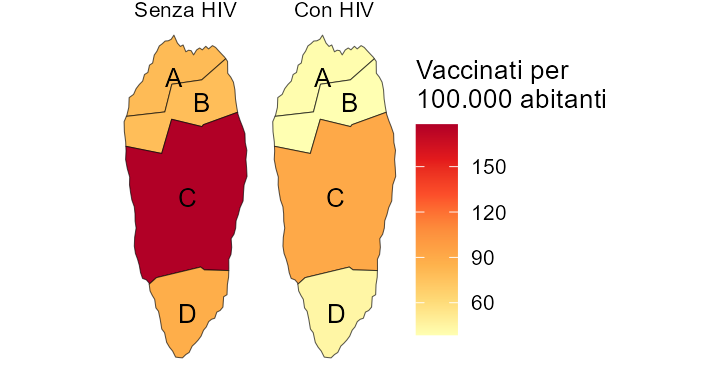 Senza HIV
Con HIV
A
B
C
D
A
B
C
D
Vaccinati per
100.000 abitanti
150
120
90
60